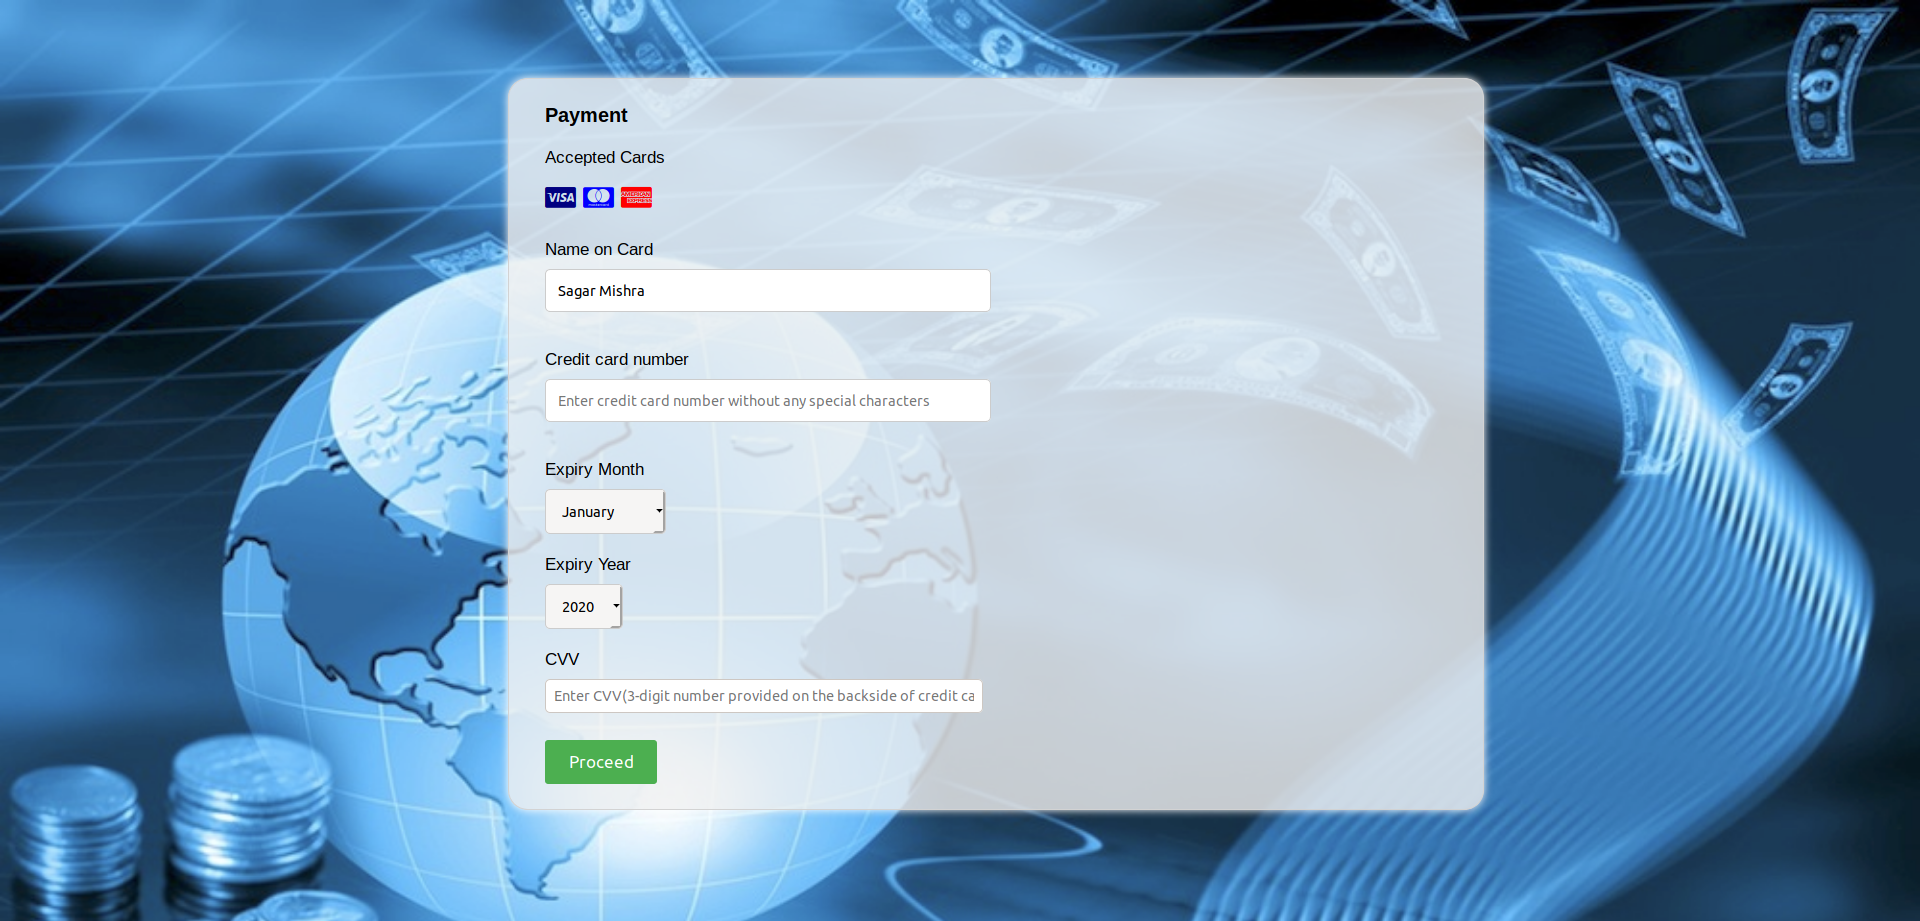 Payment
Accepted Cards
VISA
AMERICAN
EXPRESS
Name on Card
Sagar Mishra
Credit card number
Enter credit card number without any special characters
Expiry Month
January
Expiry Year
2020
CVV
Enter CVV(3-digit number provided on the backside of credit ca
Proceed